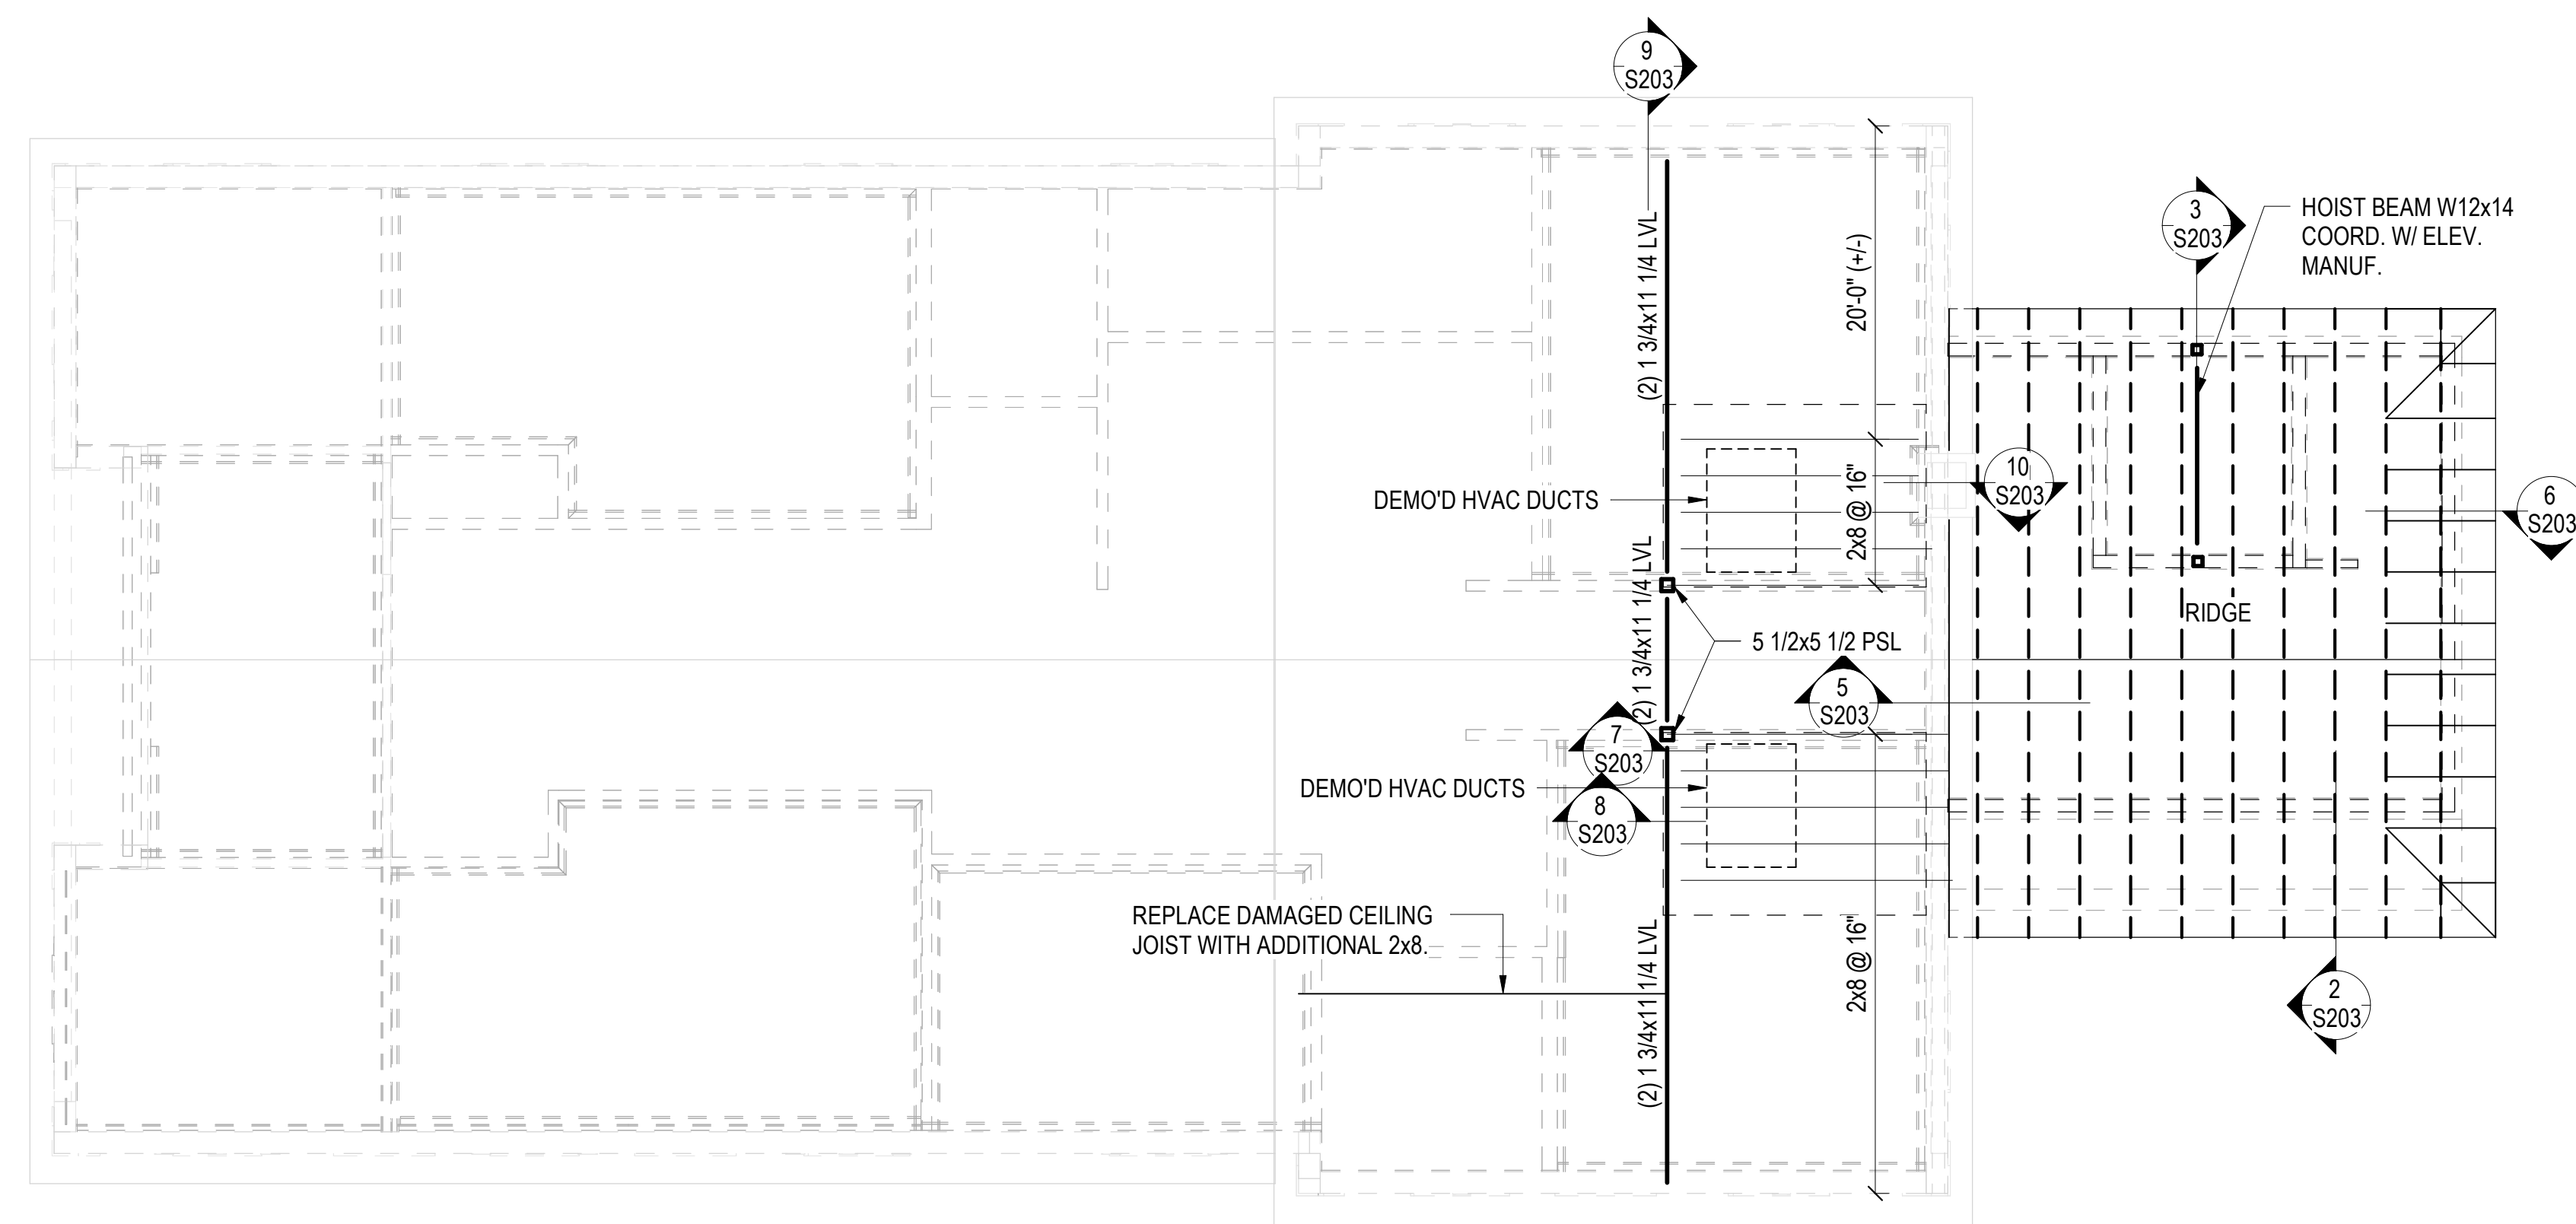 9
S203
3
S203
HOIST BEAM W12x14
COORD. W/ ELEV.
MANUF.
(2) 1 3/4x11 1/4 LVL
20'-0" (+/-)
DEMO'D HVAC DUCTS
2x8 @ 16"
10
S203
6
S203
(2) 1 3/4x11 1/4 LVL
RIDGE
5 1/2x5 1/2 PSL
5
S203
7
S203
DEMO'D HVAC DUCTS
8
S203
REPLACE DAMAGED CEILING
JOIST WITH ADDITIONAL 2x8.
(2) 1 3/4x11 1/4 LVL
2x8 @ 16"
2
S203